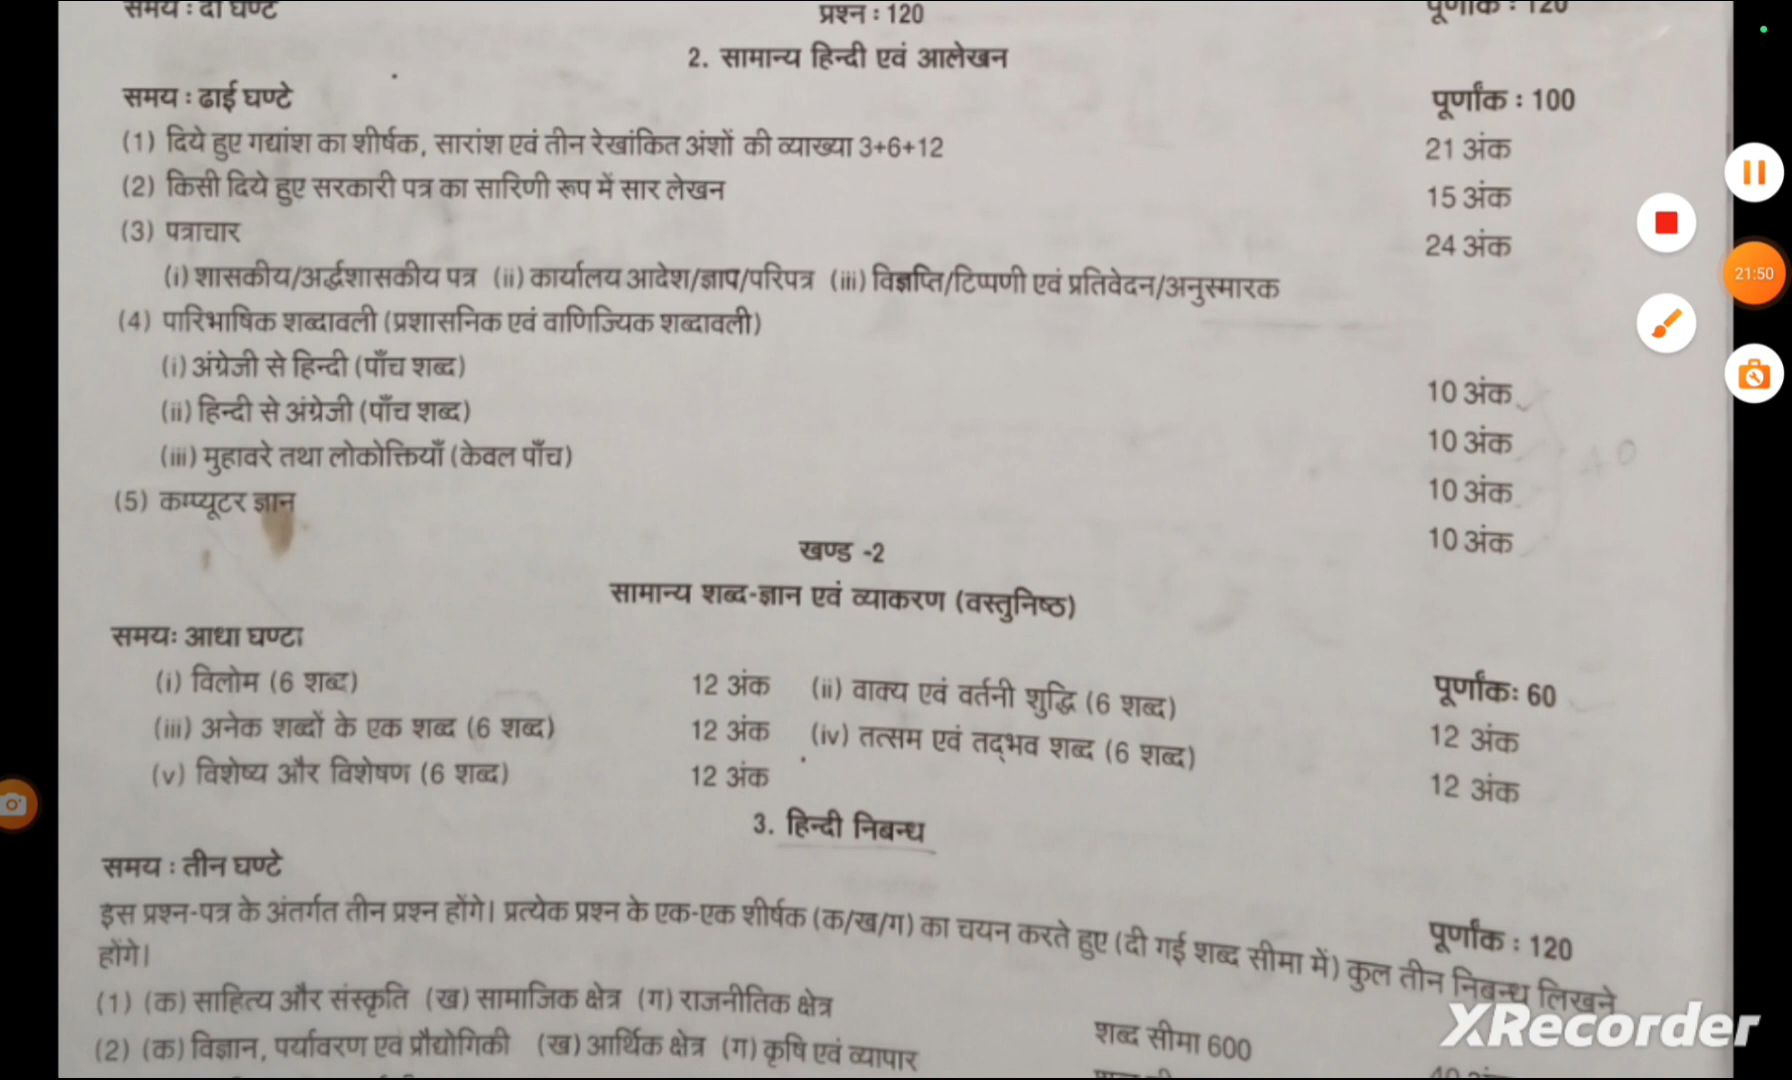 समय : दो घण्टे
प्रश्न : 120
पूर्णांक : 120
2. सामान्य हिन्दी एवं आलेखन
समय : ढाई घण्टे
पूर्णांक : 100
(1) दिये हुए गद्यांश का शीर्षक, सारांश एवं तीन रेखांकित अंशों की व्याख्या 3+6+12
21 अंक
(2) किसी दिये हुए सरकारी पत्र का सारिणी रूप में सार लेखन
15 अंक
(3) पत्राचार
24 अंक
(i) शासकीय/अर्द्धशासकीय पत्र (ii) कार्यालय आदेश/ज्ञाप/परिपत्र (iii) विज्ञप्ति/टिप्पणी एवं प्रतिवेदन/अनुस्मारक
(4) पारिभाषिक शब्दावली (प्रशासनिक एवं वाणिज्यिक शब्दावली)
(i) अंग्रेजी से हिन्दी (पाँच शब्द)
10 अंक
(ii) हिन्दी से अंग्रेजी (पाँच शब्द)
10 अंक
(iii) मुहावरे तथा लोकोक्तियाँ (केवल पाँच)
10 अंक
(5) कम्प्यूटर ज्ञान
10 अंक
40
खण्ड -2
सामान्य शब्द-ज्ञान एवं व्याकरण (वस्तुनिष्ठ)
समयः आधा घण्टा
पूर्णांकः 60
(i) विलोम (6 शब्द) 12 अंक (ii) वाक्य एवं वर्तनी शुद्धि (6 शब्द) 12 अंक
(iii) अनेक शब्दों के एक शब्द (6 शब्द) 12 अंक (iv) तत्सम एवं तद्भव शब्द (6 शब्द) 12 अंक
(v) विशेष्य और विशेषण (6 शब्द) 12 अंक
3. हिन्दी निबन्ध
समय : तीन घण्टे
पूर्णांक : 120
इस प्रश्न-पत्र के अंतर्गत तीन प्रश्न होंगे। प्रत्येक प्रश्न के एक-एक शीर्षक (क/ख/ग) का चयन करते हुए (दी गई शब्द सीमा में) कुल तीन निबन्ध लिखने
होंगे।
(1) (क) साहित्य और संस्कृति (ख) सामाजिक क्षेत्र (ग) राजनीतिक क्षेत्र
शब्द सीमा 600
(2) (क) विज्ञान, पर्यावरण एवं प्रौद्योगिकी (ख) आर्थिक क्षेत्र (ग) कृषि एवं व्यापार
40 अंक
21:50
XRecorder